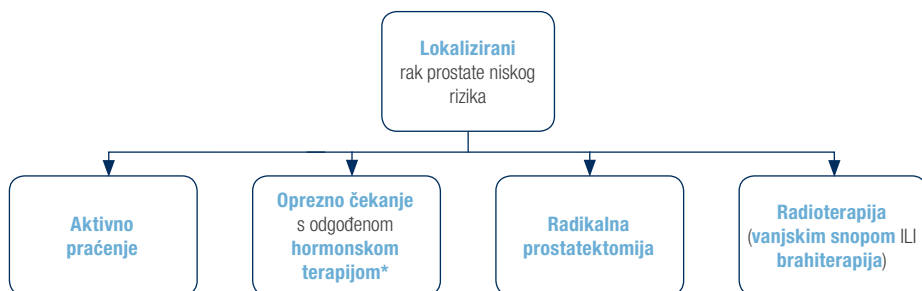 Lokalizirani
rak prostate niskog
rizika
Aktivno
praćenje
Oprezno čekanje
s odgođenom
hormonskom
terapijom*
Radikalna
prostatektomija
Radioterapija
(vanjskim snopom ILI
brahiterapija)